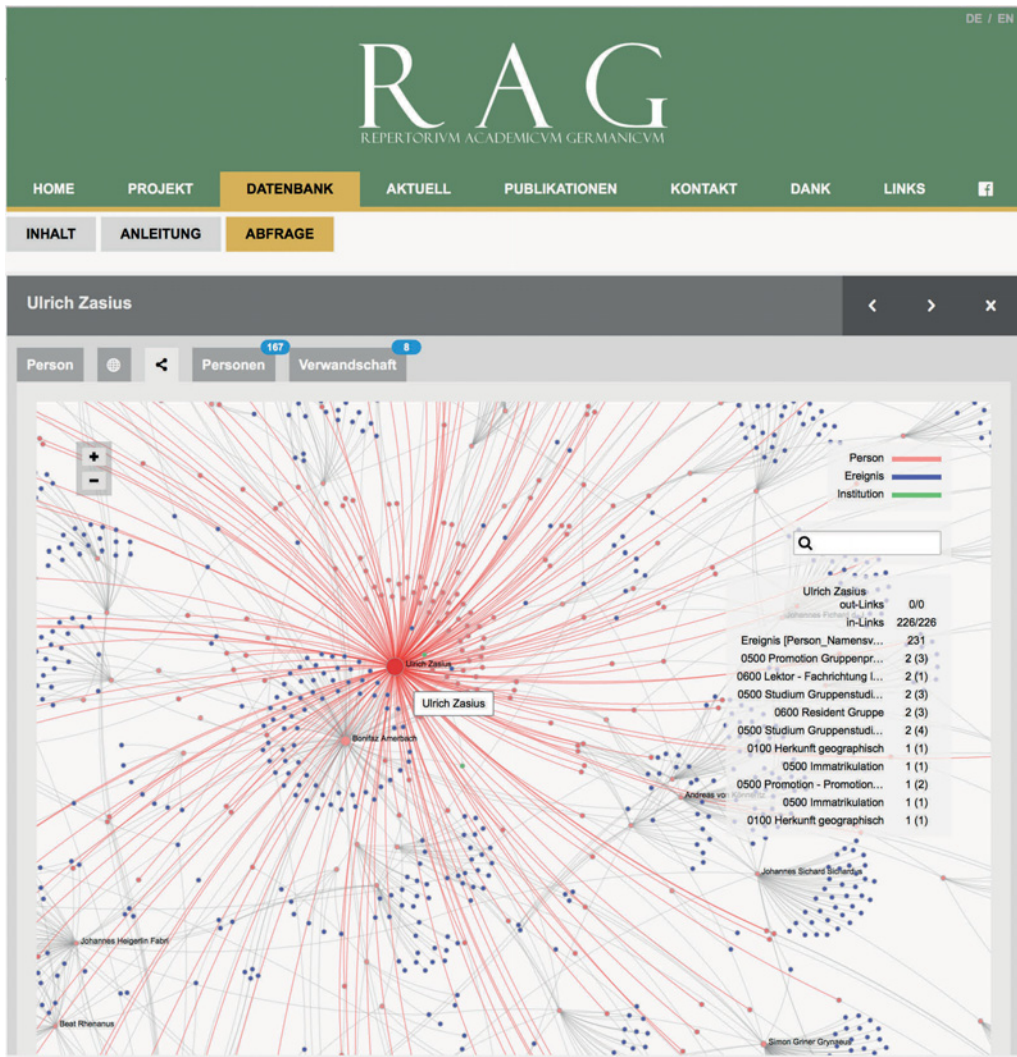 DE / EN
RAG
REPERTORIVM ACADEMICVM GERMANICVM
HOME PROJEKT DATENBANK AKTUELL PUBLIKATIONEN KONTAKT DANK LINKS f
INHALT ANLEITUNG ABFRAGE
Ulrich Zasius
167 8
Person Personen Verwandschaft
+
−
Person
Ereignis
Institution
Ulrich Zasius
out-Links 0/0
in-Links 226/226
Ereignis [Person_Namensv... 231
0500 Promotion Gruppenpr... 2 (3)
0600 Lektor - Fachrichtung I... 2 (1)
0500 Studium Gruppenstudi... 2 (3)
0600 Resident Gruppe 2 (3)
0500 Studium Gruppenstudi... 2 (4)
0100 Herkunft geographisch 1 (1)
0500 Immatrikulation 1 (1)
0500 Promotion - Promotion... 1 (2)
0500 Immatrikulation 1 (1)
0100 Herkunft geographisch 1 (1)
Ulrich Zasius
Ulrich Zasius
Bonifaz Amerbach
Andreas von
Johannes Sichard Sichardus
Johannes Heigerlin Fabri
Beat Rhenanus
Simon Griner Grynaeus